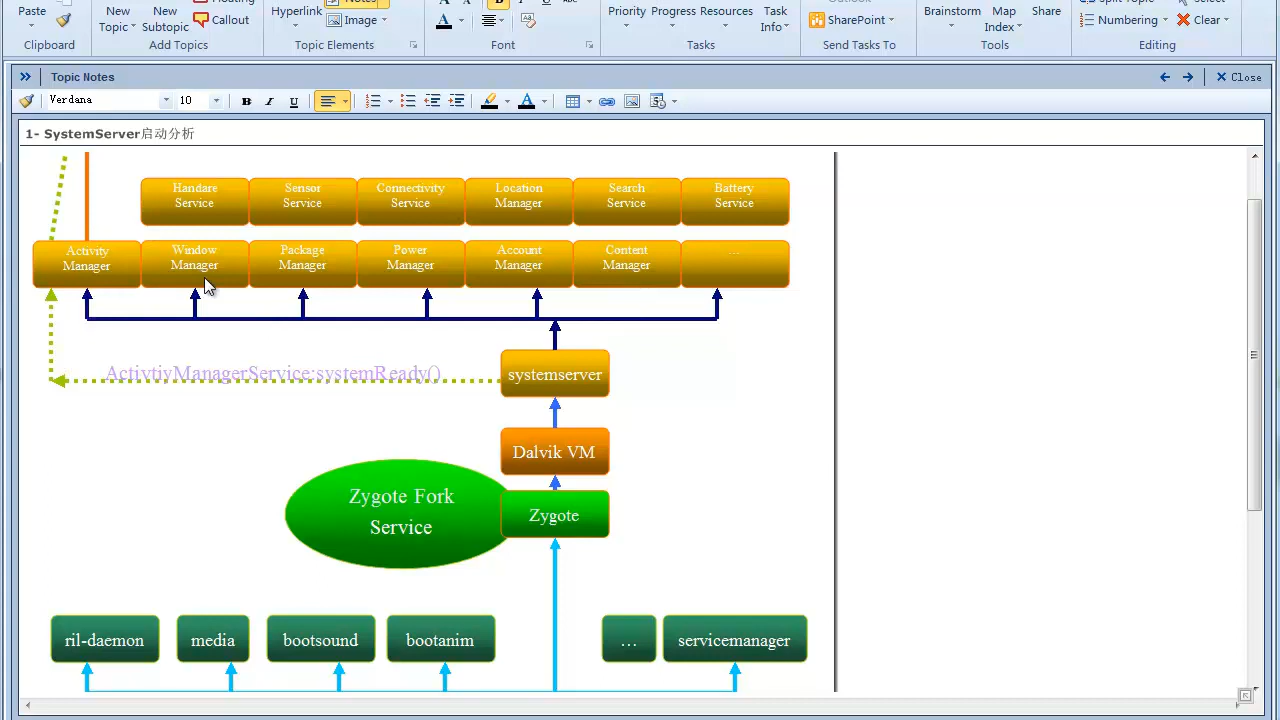 Paste
New
Topic
New
Subtopic
Callout
Hyperlink
Notes
Image
Priority
Progress
Resources
Task
Info
SharePoint
Brainstorm
Map
Index
Share
Split Topic
Numbering
Clear
Clipboard
Add Topics
Topic Elements
Font
Tasks
Send Tasks To
Tools
Editing
Topic Notes
Close
Verdana
10
B I U
1- SystemServer启动分析
Handare
Service
Sensor
Service
Connectivity
Service
Location
Manager
Search
Service
Battery
Service
Activity
Manager
Window
Manager
Package
Manager
Power
Manager
Account
Manager
Content
Manager
...
ActivtiyManagerService:systemReady()
systemserver
Dalvik VM
Zygote Fork
Service
Zygote
ril-daemon
media
bootsound
bootanim
...
servicemanager